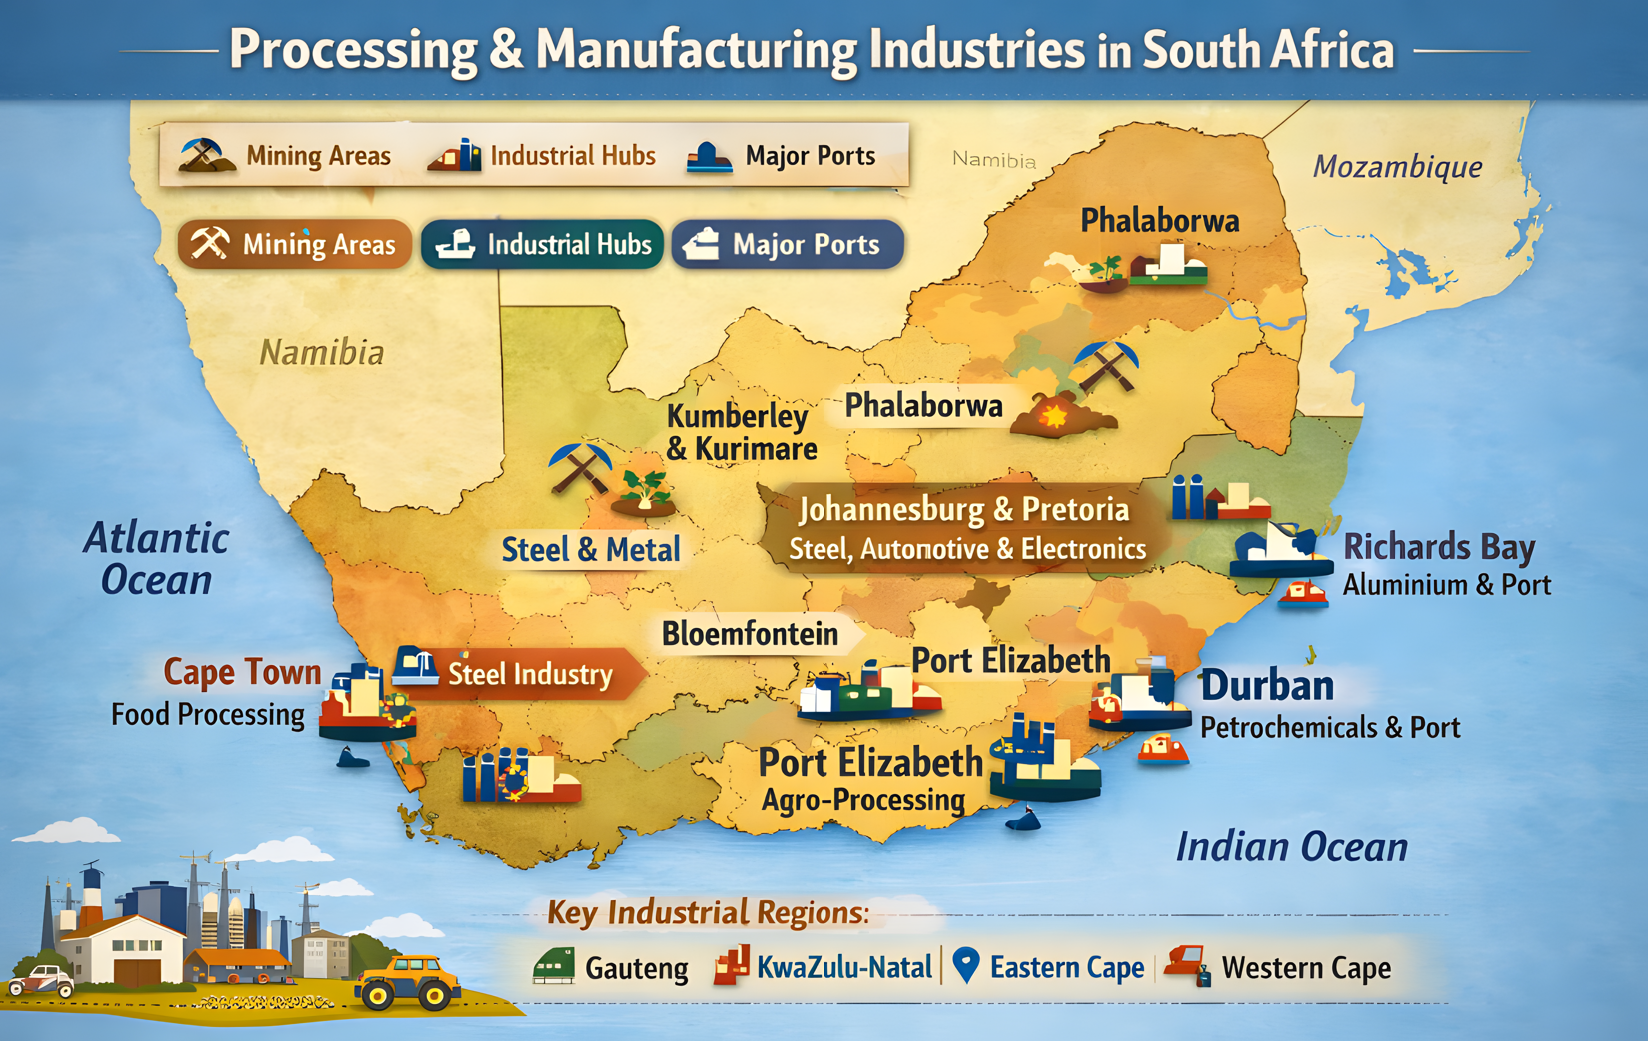 Processing & Manufacturing Industries in South Africa
Mining Areas
Industrial Hubs
Major Ports
Mining Areas
Industrial Hubs
Major Ports
Namibia
Mozambique
Phalaborwa
Namibia
Kumberley
& Kurimare
Phalaborwa
Johannesburg & Pretoria
Steel, Automotive & Electronics
Steel & Metal
Atlantic
Ocean
Richards Bay
Aluminium & Port
Bloemfontein
Port Elizabeth
Cape Town
Food Processing
Steel Industry
Durban
Petrochemicals & Port
Port Elizabeth
Agro-Processing
Indian Ocean
Key Industrial Regions:
Gauteng
KwaZulu-Natal
Eastern Cape
Western Cape